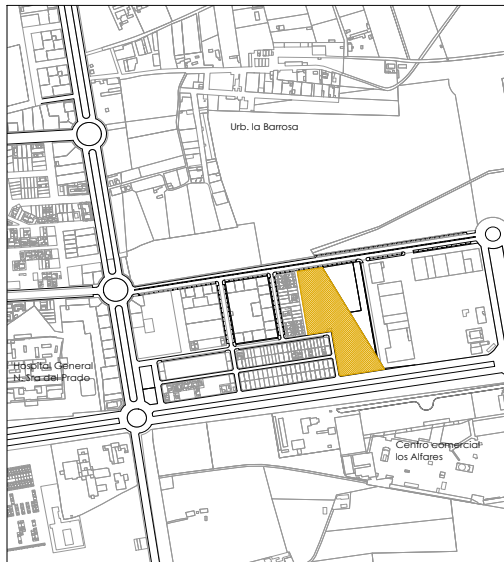 Urb. la Barrosa
Hospital General
N. Sra del Prado
Centro Comercial
los Alfares